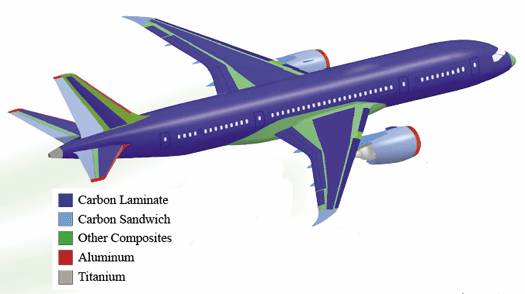 Carbon Laminate
Carbon Sandwich
Other Composites
Aluminum
Titanium